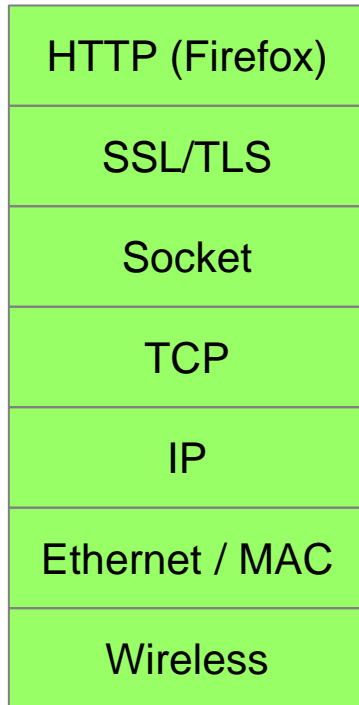 HTTP (Firefox)
SSL/TLS
Socket
TCP
IP
Ethernet / MAC
Wireless